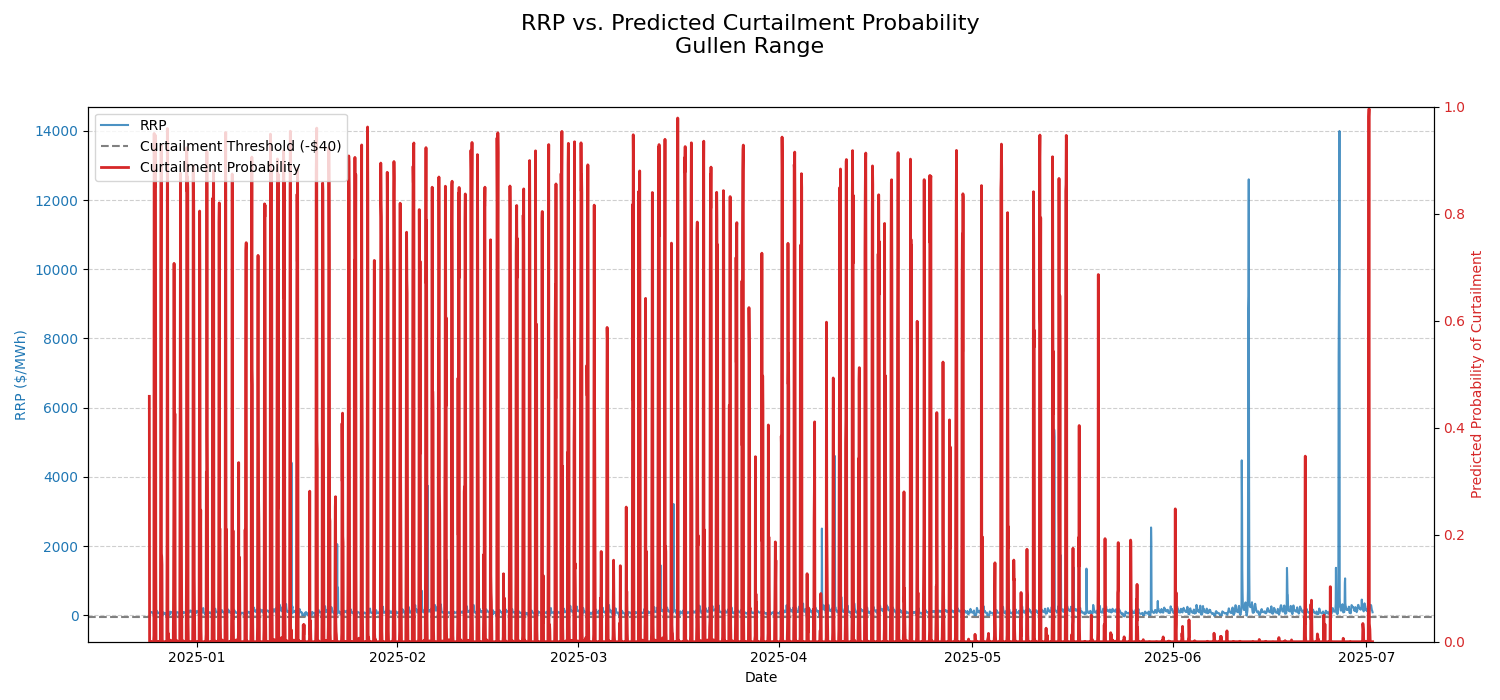 RRP vs. Predicted Curtailment Probability
Gullen Range
RRP
Curtailment Threshold (-$40)
Curtailment Probability
14000
12000
10000
8000
6000
4000
2000
0
RRP ($/MWh)
1.0
0.8
0.6
0.4
0.2
0.0
Predicted Probability of Curtailment
2025-01
2025-02
2025-03
2025-04
2025-05
2025-06
2025-07
Date